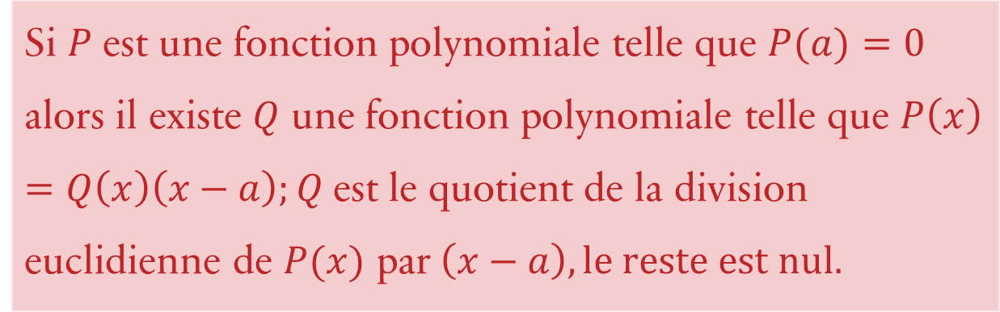 Si P est une fonction polynomiale telle que P(a) = 0
alors il existe Q une fonction polynomiale telle que P(x)
= Q(x)(x − a); Q est le quotient de la division
euclidienne de P(x) par (x − a), le reste est nul.